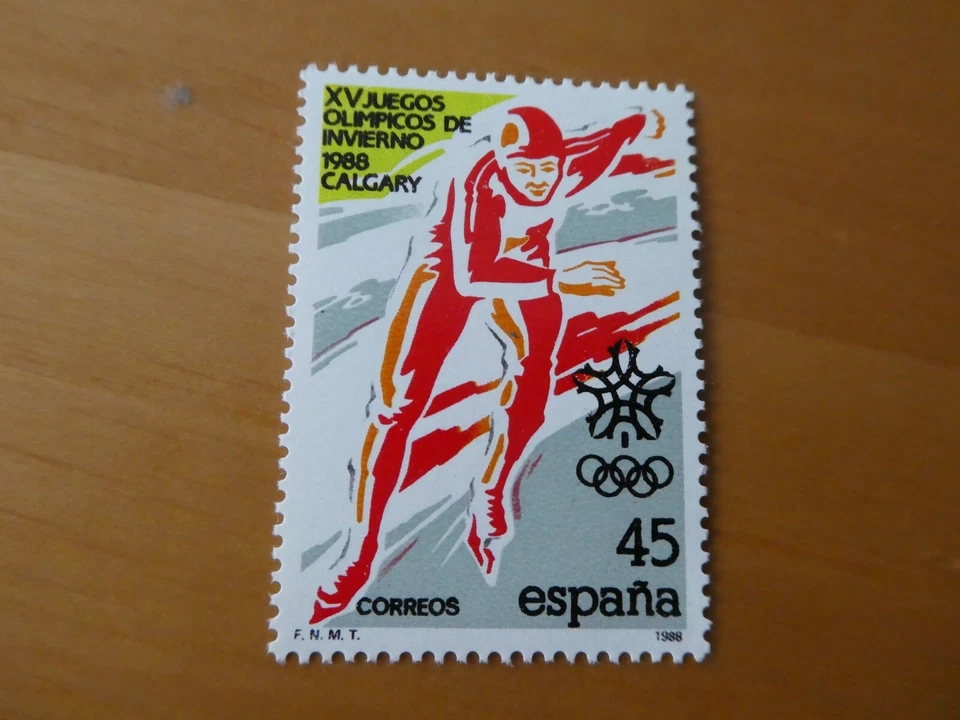 XV JUEGOS
OLIMPICOS DE
INVIERNO
1988
CALGARY
45
CORREOS
españa
F. N. M. T.
1988